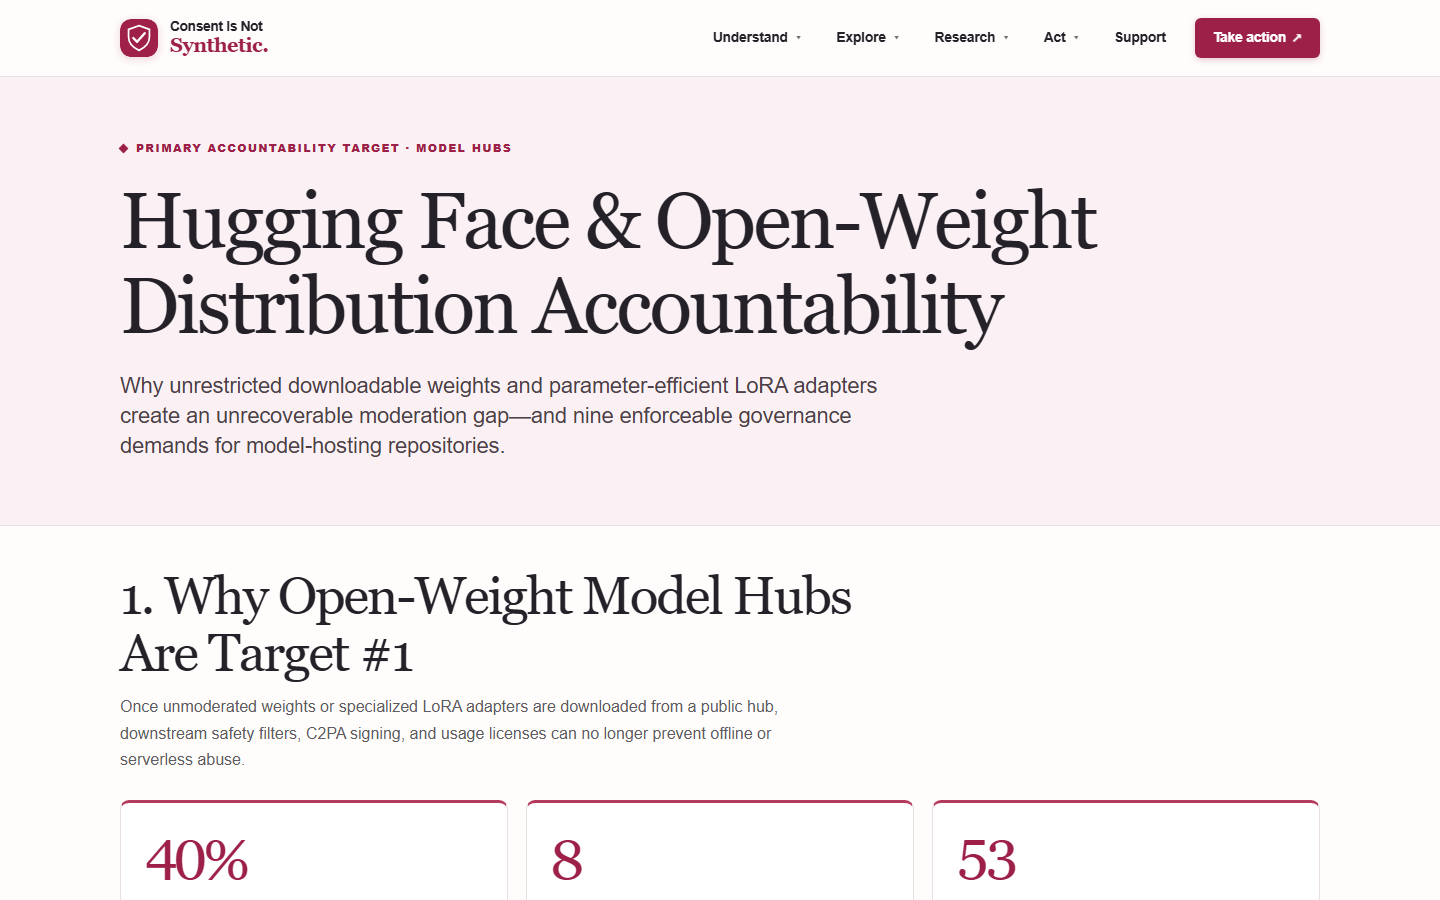 Consent Is Not
Synthetic.
Understand
Explore
Research
Act
Support
Take action ↗
◆ PRIMARY ACCOUNTABILITY TARGET · MODEL HUBS
Hugging Face & Open-Weight
Distribution Accountability
Why unrestricted downloadable weights and parameter-efficient LoRA adapters
create an unrecoverable moderation gap—and nine enforceable governance
demands for model-hosting repositories.
1. Why Open-Weight Model Hubs
Are Target #1
Once unmoderated weights or specialized LoRA adapters are downloaded from a public hub,
downstream safety filters, C2PA signing, and usage licenses can no longer prevent offline or
serverless abuse.
40%
8
53